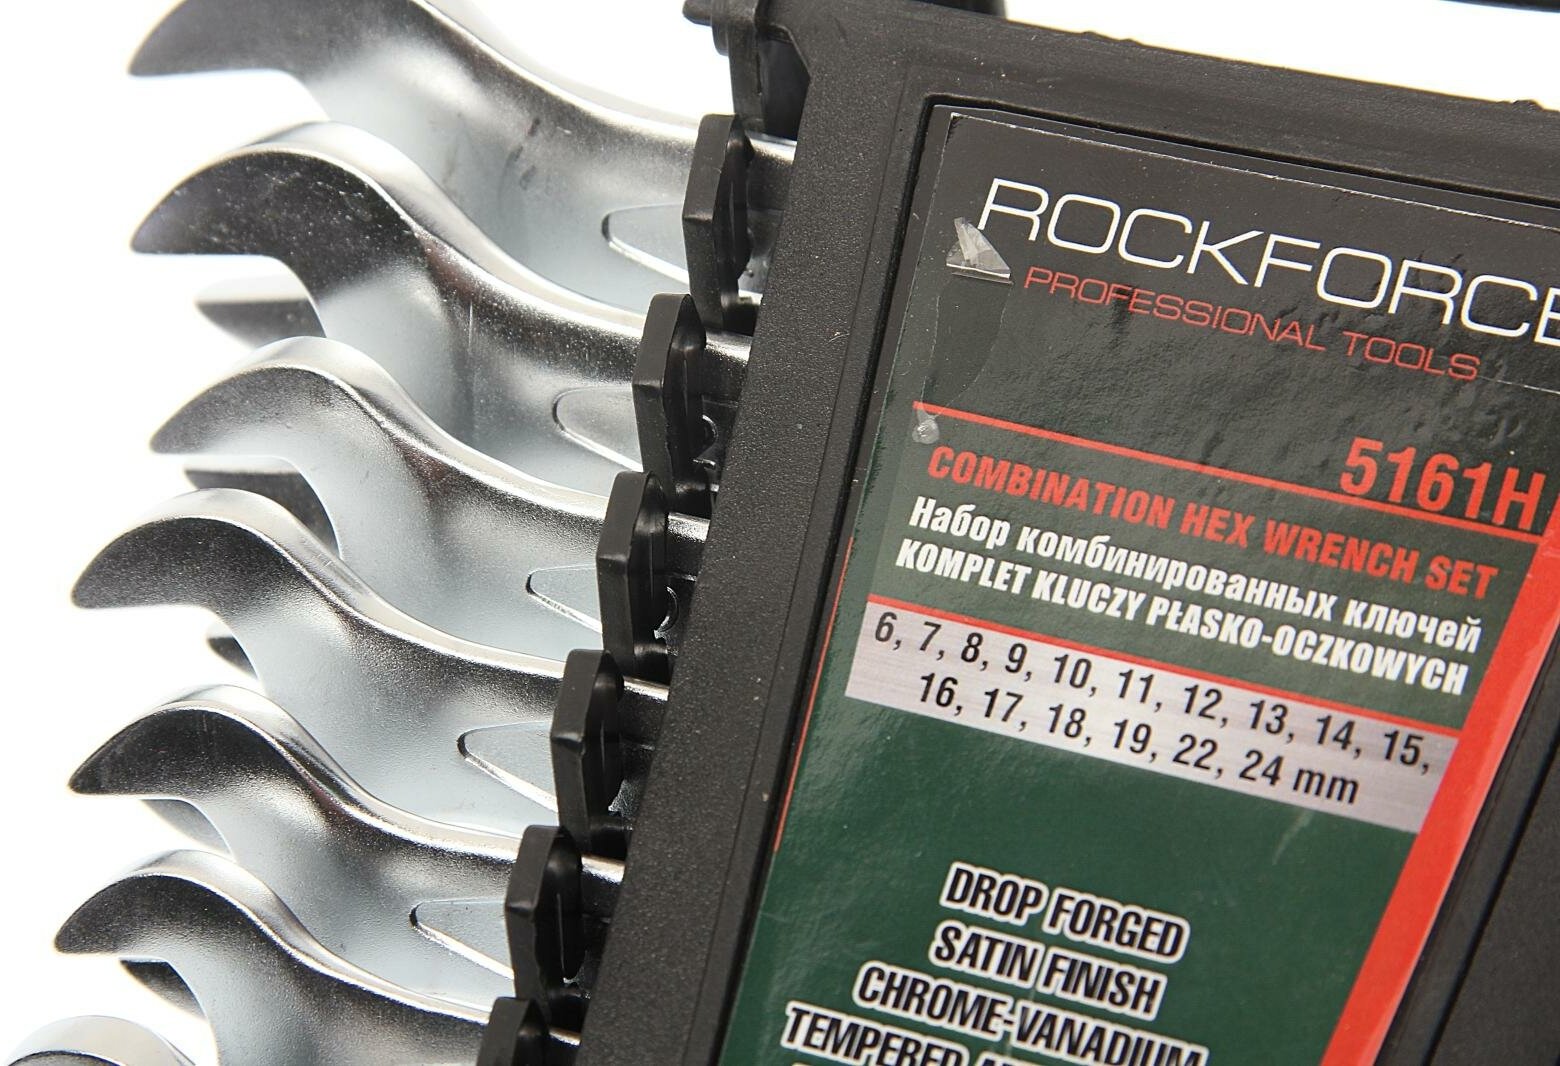 ROCKFORCE
PROFESSIONAL TOOLS
5161H
COMBINATION HEX WRENCH SET
Набор комбинированных ключей
KOMPLET KLUCZY PŁASKO-OCZKOWYCH
6, 7, 8, 9, 10, 11, 12, 13, 14, 15,
16, 17, 18, 19, 22, 24 mm
DROP FORGED
SATIN FINISH
CHROME-VANADIUM
TEMPERED